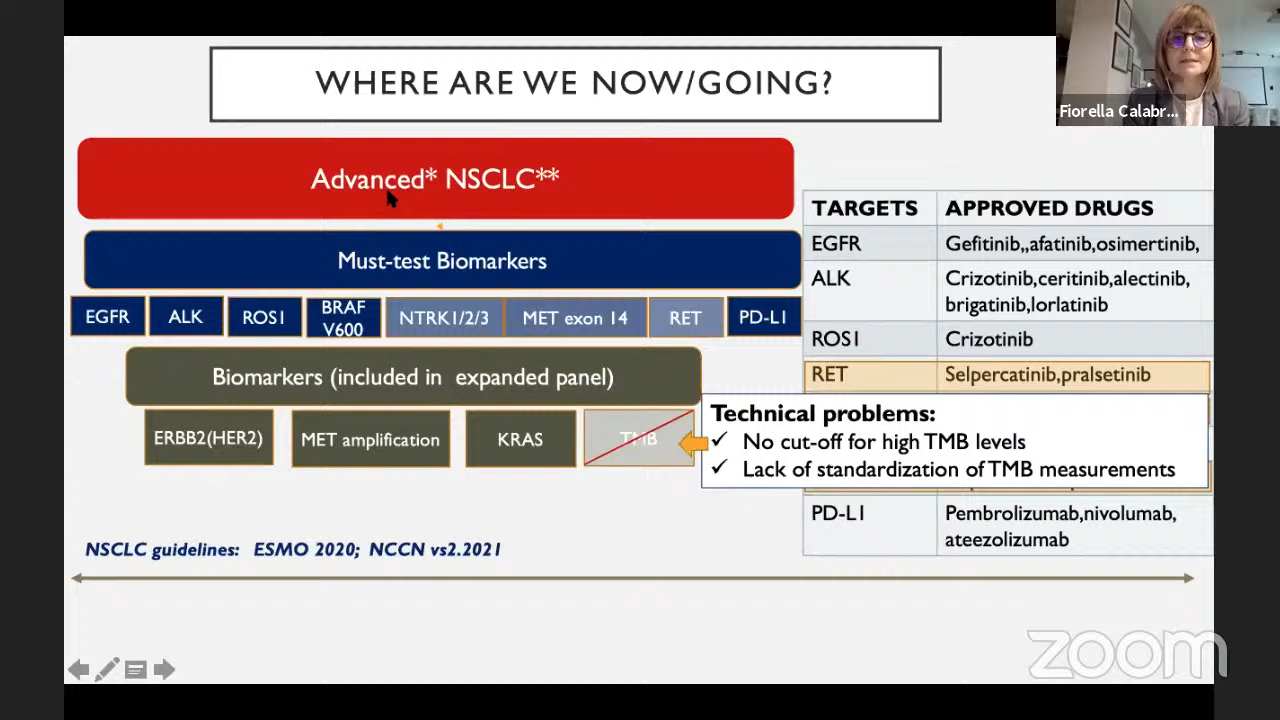 WHERE ARE WE NOW/GOING?
Fiorella Calabr...
Advanced* NSCLC**
Must-test Biomarkers
EGFR
ALK
ROS1
BRAF
V600
NTRK1/2/3
MET exon 14
RET
PD-L1
Biomarkers (included in expanded panel)
ERBB2(HER2)
MET amplification
KRAS
TMB
TARGETS APPROVED DRUGS
EGFR Gefitinib,,afatinib,osimertinib,
ALK Crizotinib,ceritinib,alectinib,
brigatinib,lorlatinib
ROS1 Crizotinib
RET Selpercatinib,pralsetinib
Technical problems:
✓ No cut-off for high TMB levels
✓ Lack of standardization of TMB measurements
PD-L1 Pembrolizumab,nivolumab,
ateezolizumab
NSCLC guidelines: ESMO 2020; NCCN vs2.2021
zoom